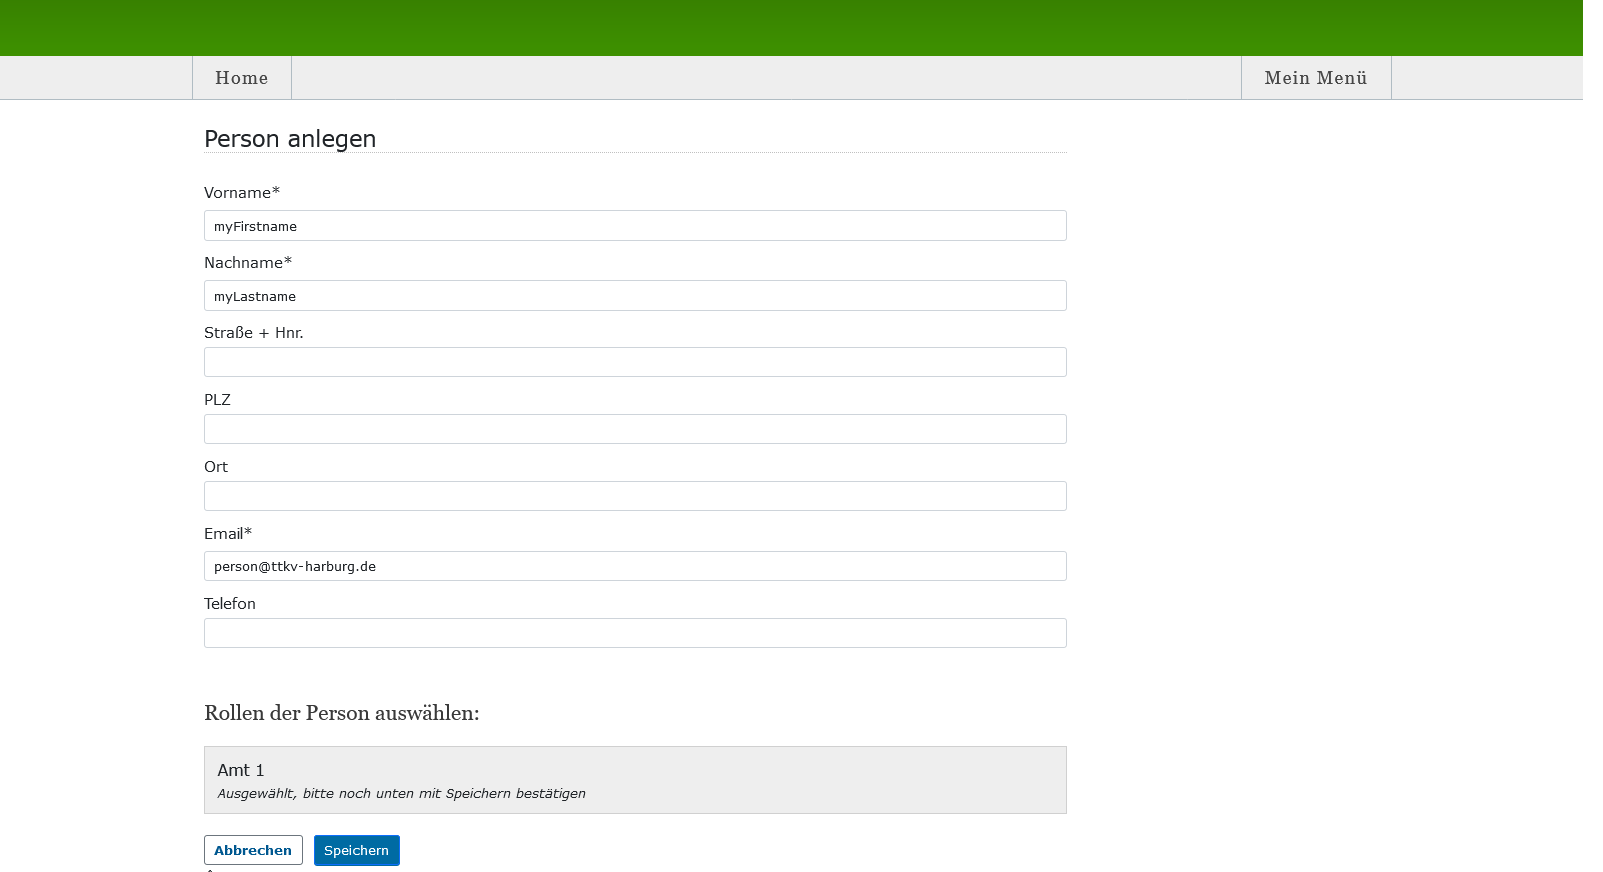 Home
Mein Menü
Person anlegen
Vorname*
myFirstname
Nachname*
myLastname
Straße + Hnr.
PLZ
Ort
Email*
person@ttkv-harburg.de
Telefon
Rollen der Person auswählen:
Amt 1
Ausgewählt, bitte noch unten mit Speichern bestätigen
Abbrechen
Speichern